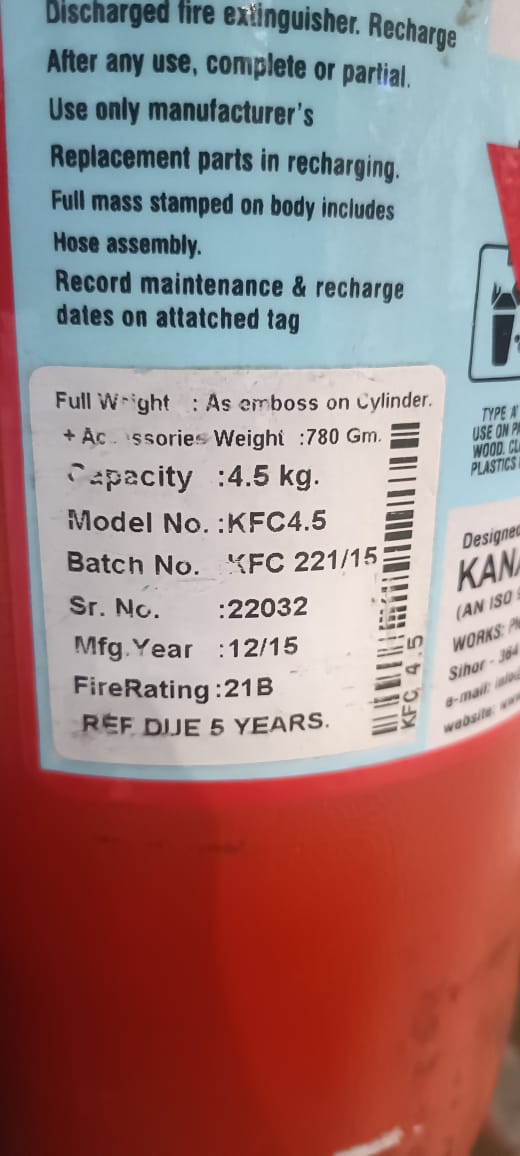 Discharged fire extinguisher. Recharge
After any use, complete or partial.
Use only manufacturer's
Replacement parts in recharging.
Full mass stamped on body includes
Hose assembly.
Record maintenance & recharge
dates on attatched tag
Full Weight : As emboss on Cylinder.
+ Accessories Weight :780 Gm.
Capacity :4.5 kg.
Model No. :KFC4.5
Batch No. KFC 221/15
Sr. No. :22032
Mfg.Year :12/15
FireRating :21B
REF. DUE 5 YEARS.
KFC 4.5
TYPE
USE ON
WOOD.
PLASTICS
Designed
(AN ISO
WORKS:
Sihor - 364
e-mail:
website: